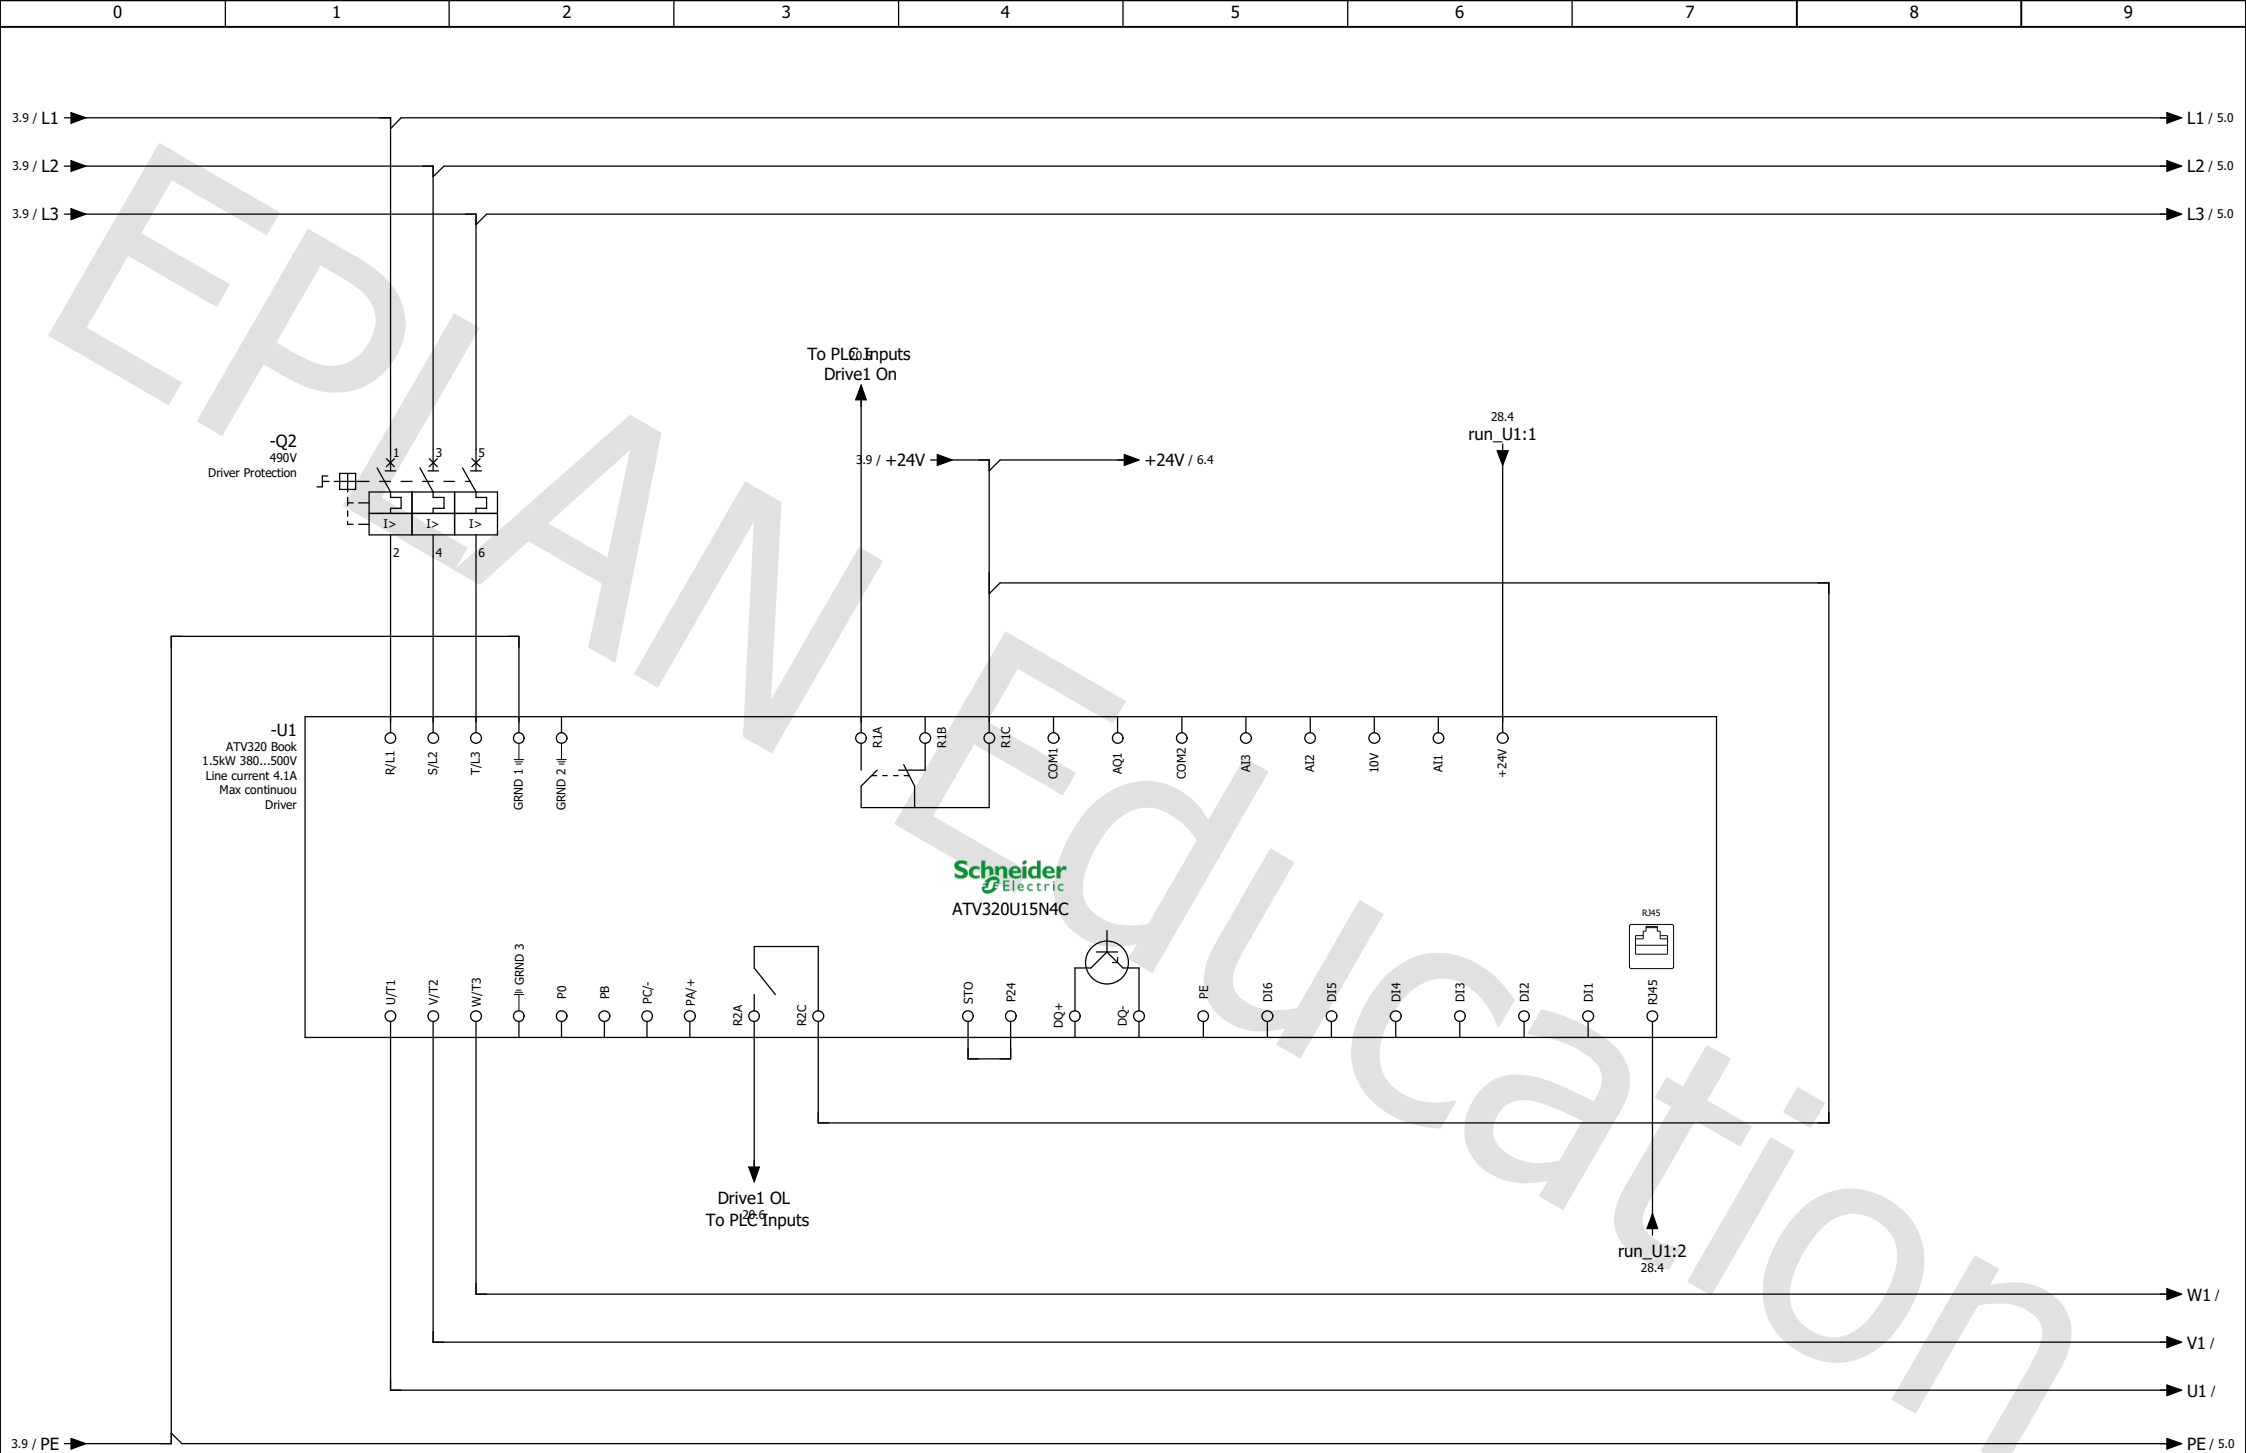 0 1 2 3 4 5 6 7 8 9
3.9 / L1
L1 / 5.0
3.9 / L2
L2 / 5.0
3.9 / L3
L3 / 5.0
EPLAN Education
To PLC Inputs
Drive1 On
28.4
run_U1:1
-Q2
490V
Driver Protection
1 3 5
3.9 / +24V
+24V / 6.4
I> I> I>
2 4 6
-U1
ATV320 Book
1.5kW 380...500V
Line current 4.1A
Max continuou
Driver
R/L1
S/L2
T/L3
GRND 1
GRND 2
R1A
R1B
R1C
COM1
AQ1
COM2
AI3
AI2
10V
AI1
+24V
Schneider
Electric
ATV320U15N4C
RJ45
U/T1
V/T2
W/T3
GRND 3
P0
PB
PC/-
PA/+
R2A
R2C
STO
P24
DQ+
DQ-
PE
DI6
DI5
DI4
DI3
DI2
DI1
RJ45
Drive1 OL
20.6
To PLC Inputs
run_U1:2
28.4
W1 /
V1 /
U1 /
3.9 / PE
PE / 5.0